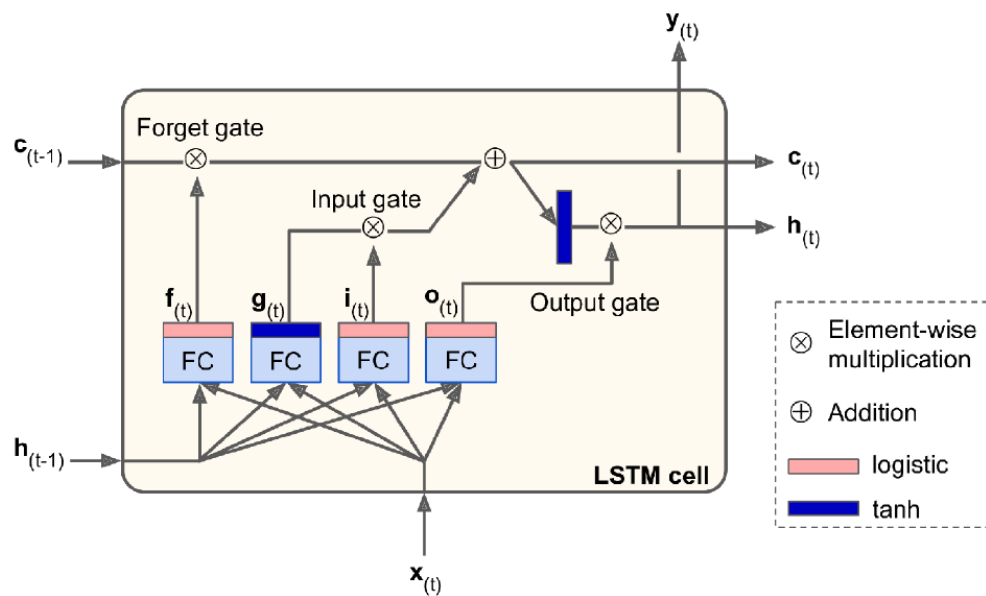 y(t)
Forget gate
c(t-1)
c(t)
Input gate
h(t)
f(t)
g(t)
i(t)
o(t)
Output gate
FC
FC
FC
FC
Element-wise
multiplication
Addition
h(t-1)
LSTM cell
logistic
tanh
x(t)